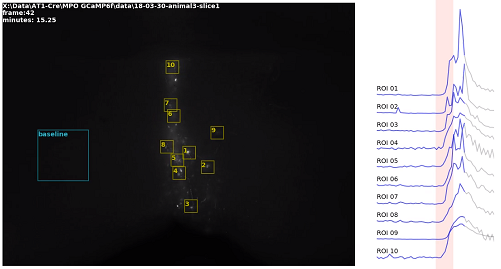 X:\Data\AT1-Cre\MPO GCaMP6f\data\18-03-30-animal3-slice1
frame:42
minutes: 15.25
10
7
6
9
8
1
5
2
4
3
baseline
ROI 01
ROI 02
ROI 03
ROI 04
ROI 05
ROI 06
ROI 07
ROI 08
ROI 09
ROI 10